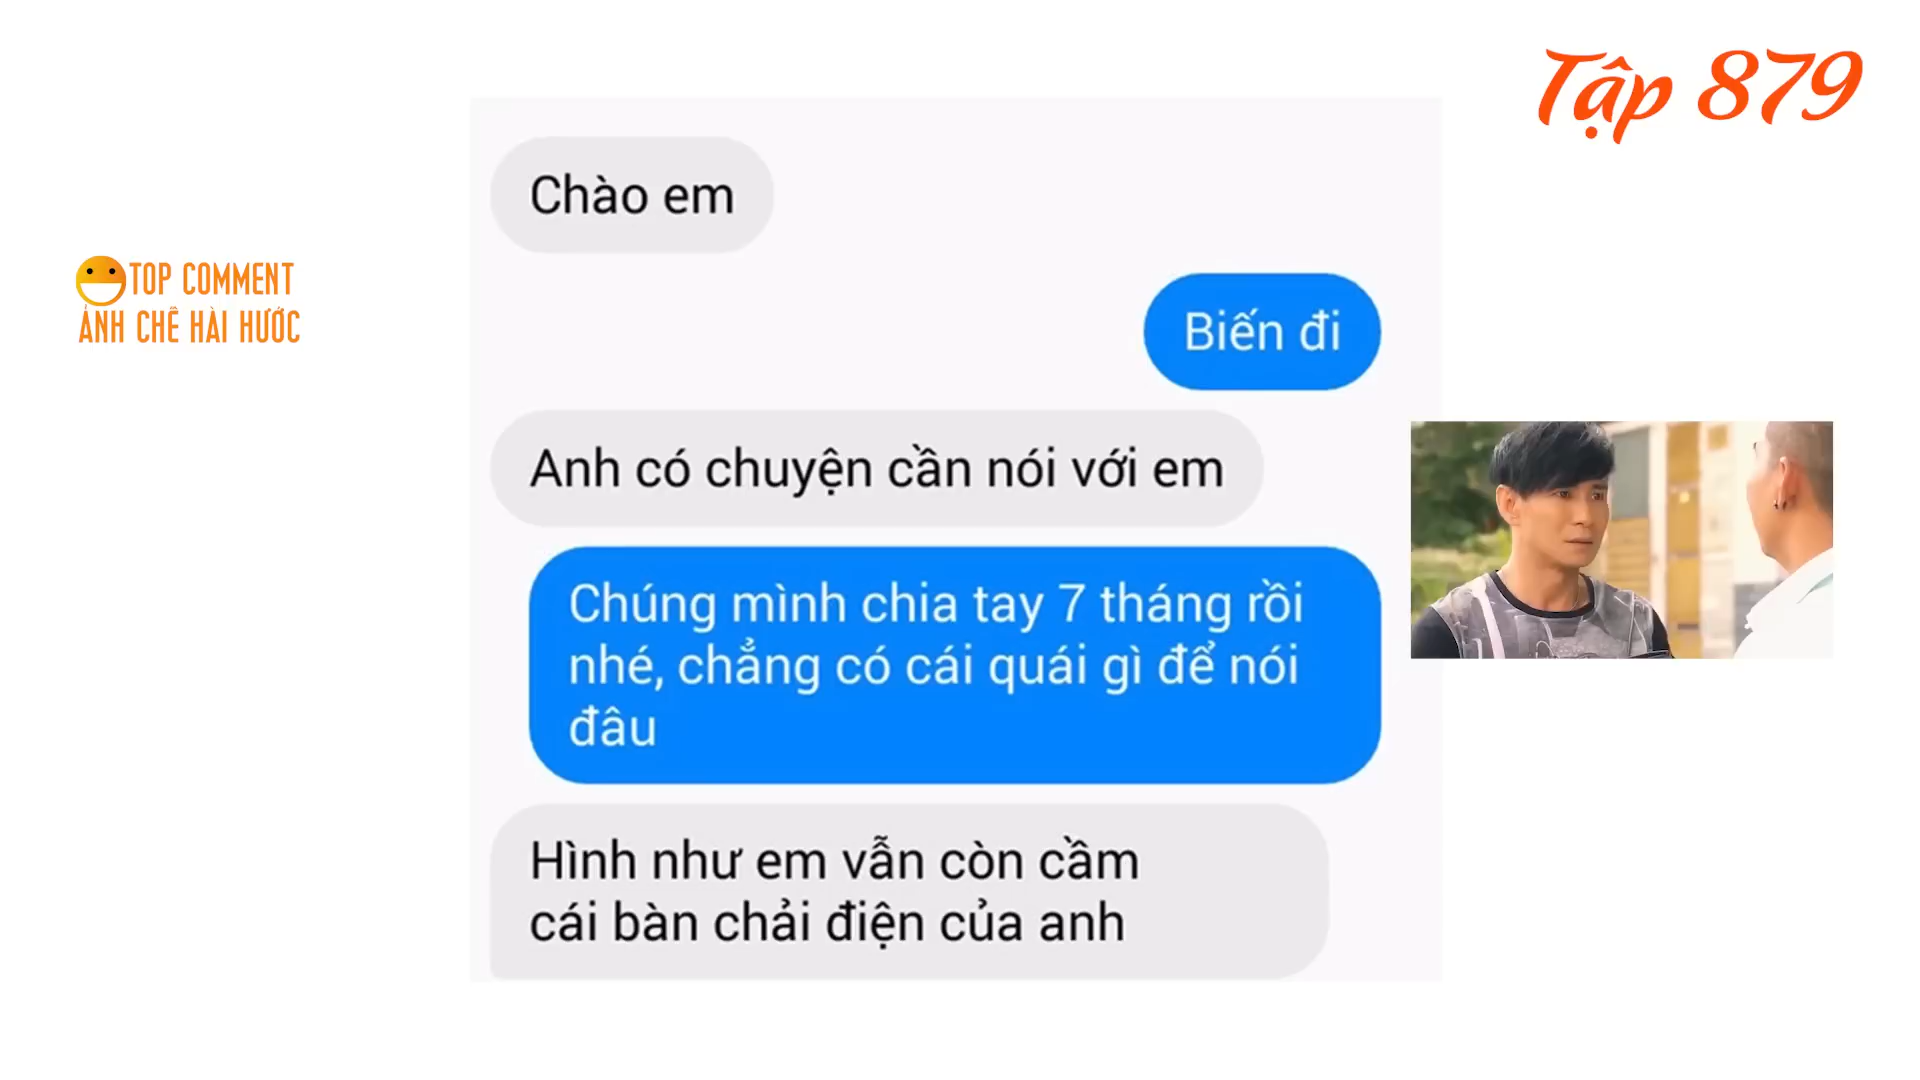 Tập 879
Chào em
TOP COMMENT
ẢNH CHẾ HÀI HƯỚC
Biến đi
Anh có chuyện cần nói với em
Chúng mình chia tay 7 tháng rồi
nhé, chẳng có cái quái gì để nói
đâu
Hình như em vẫn còn cầm
cái bàn chải điện của anh